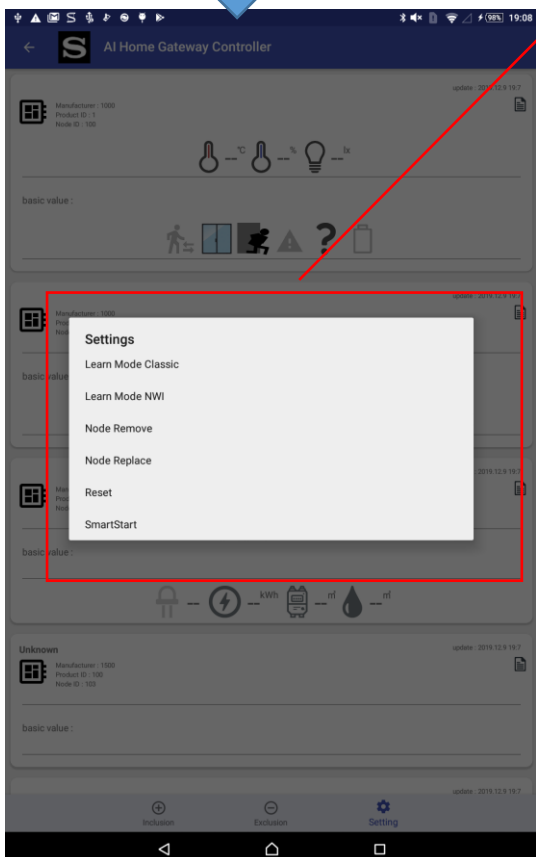 98% 19:08
S AI Home Gateway Controller
update : 2019.12.9 19:7
Manufacturer : 1000
Product ID : 1
Node ID : 100
-- °C -- % -- lx
basic value :
?
update : 2019.12.9 19:7
Manufacturer : 1000
Settings
Learn Mode Classic
basic value
Learn Mode NWI
Node Remove
Node Replace
2019.12.9 19:7
Reset
SmartStart
basic value :
-- -- kWh -- ㎥ -- ㎥
Unknown
update : 2019.12.9 19:7
Manufacturer : 1000
Product ID : 100
Node ID : 103
basic value :
update : 2019.12.9 19:7
Inclusion Exclusion Setting